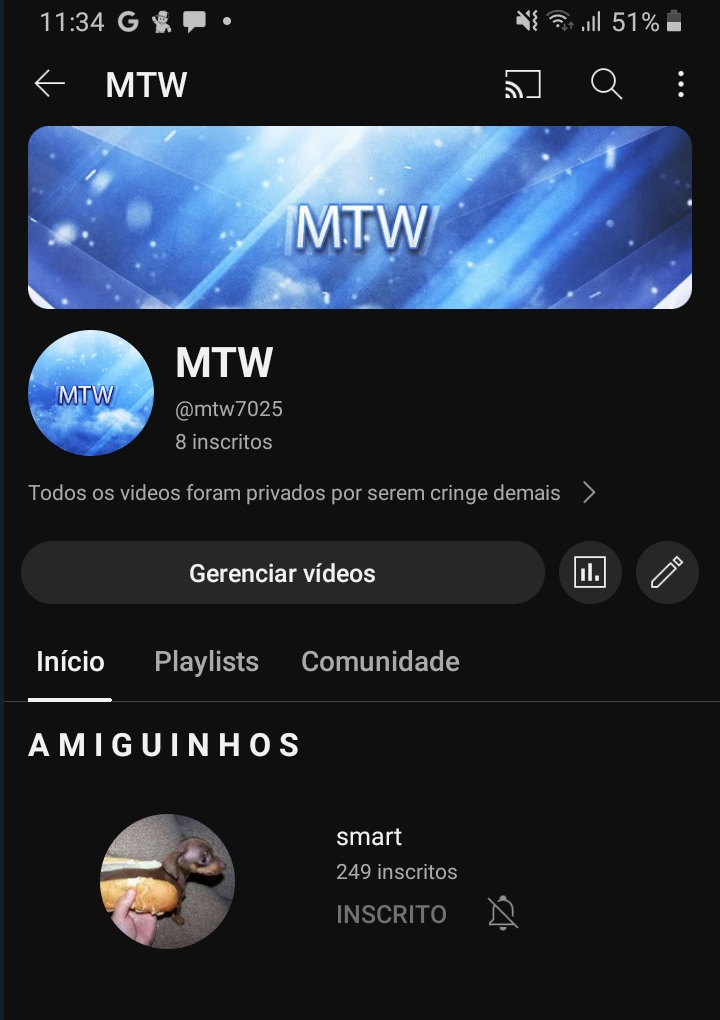 11:34
51%
MTW
MTW
MTW
MTW
@mtw7025
8 inscritos
Todos os videos foram privados por serem cringe demais
Gerenciar vídeos
Início Playlists Comunidade
AMIGUINHOS
smart
249 inscritos
INSCRITO